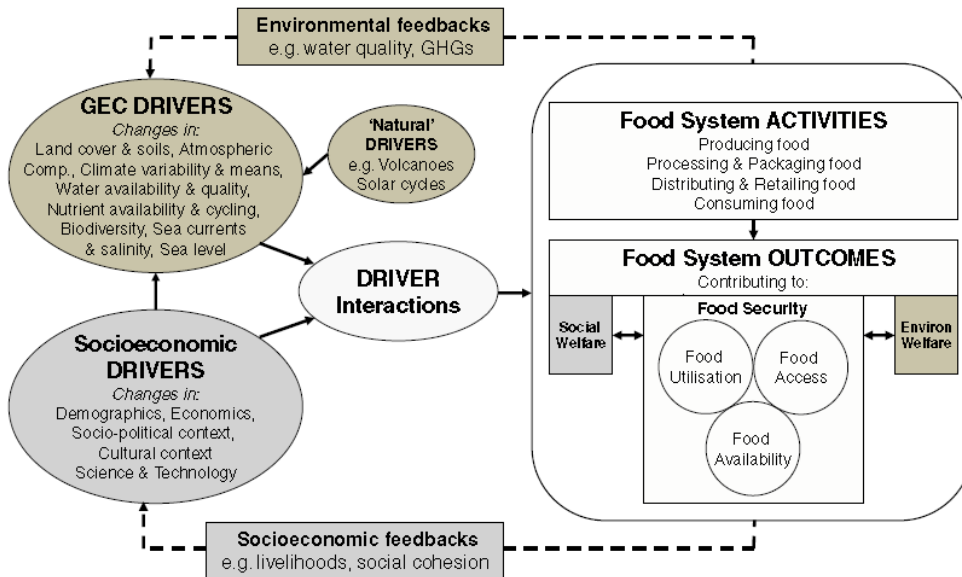 Environmental feedbacks
e.g. water quality, GHGs
GEC DRIVERS
Changes in:
Land cover & soils, Atmospheric
Comp., Climate variability & means,
Water availability & quality,
Nutrient availability & cycling,
Biodiversity, Sea currents
& salinity, Sea level
‘Natural’
DRIVERS
e.g. Volcanoes
Solar cycles
DRIVER
Interactions
Socioeconomic
DRIVERS
Changes in:
Demographics, Economics,
Socio-political context,
Cultural context
Science & Technology
Socioeconomic feedbacks
e.g. livelihoods, social cohesion
Food System ACTIVITIES
Producing food
Processing & Packaging food
Distributing & Retailing food
Consuming food
Food System OUTCOMES
Contributing to:
Social
Welfare
Food Security
Food
Utilisation
Food
Access
Food
Availability
Environ
Welfare